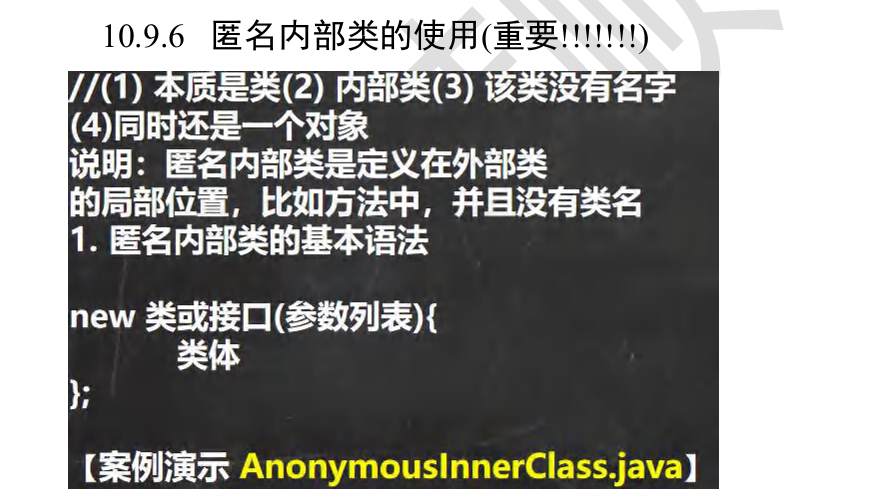 10.9.6 匿名内部类的使用(重要!!!!!!!)
//(1) 本质是类(2) 内部类(3) 该类没有名字
(4)同时还是一个对象
说明：匿名内部类是定义在外部类
的局部位置，比如方法中，并且没有类名
1. 匿名内部类的基本语法
new 类或接口(参数列表){
类体
};
【案例演示 AnonymousInnerClass.java】